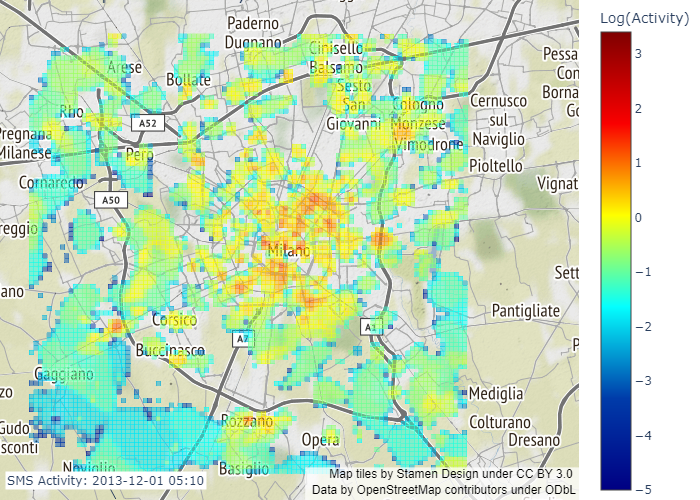 Log(Activity)
Paderno
Dugnano
Cinisello
Balsamo
Arese
Bollate
Sesto
San
Giovanni
Cologno
Monzese
Vimodrone
Cernusco
sul
Naviglio
Pioltello
Pessa
Con
Borna
Go
Rho
A52
Pregnana
Milanese
Pero
Cornaredo
A50
Vignat
reggio
Milano
Sett
ano
Pantigliate
Corsico
A7
A1
Buccinasco
P
Gaggiano
zo
Mediglia
Gudo
sconti
Rozzano
Colturano
Dresano
Opera
Noviglio
Basiglio
SMS Activity: 2013-12-01 05:10
Map tiles by Stamen Design under CC BY 3.0
Data by OpenStreetMap contributors under ODbL
3
2
1
0
−1
−2
−3
−4
−5